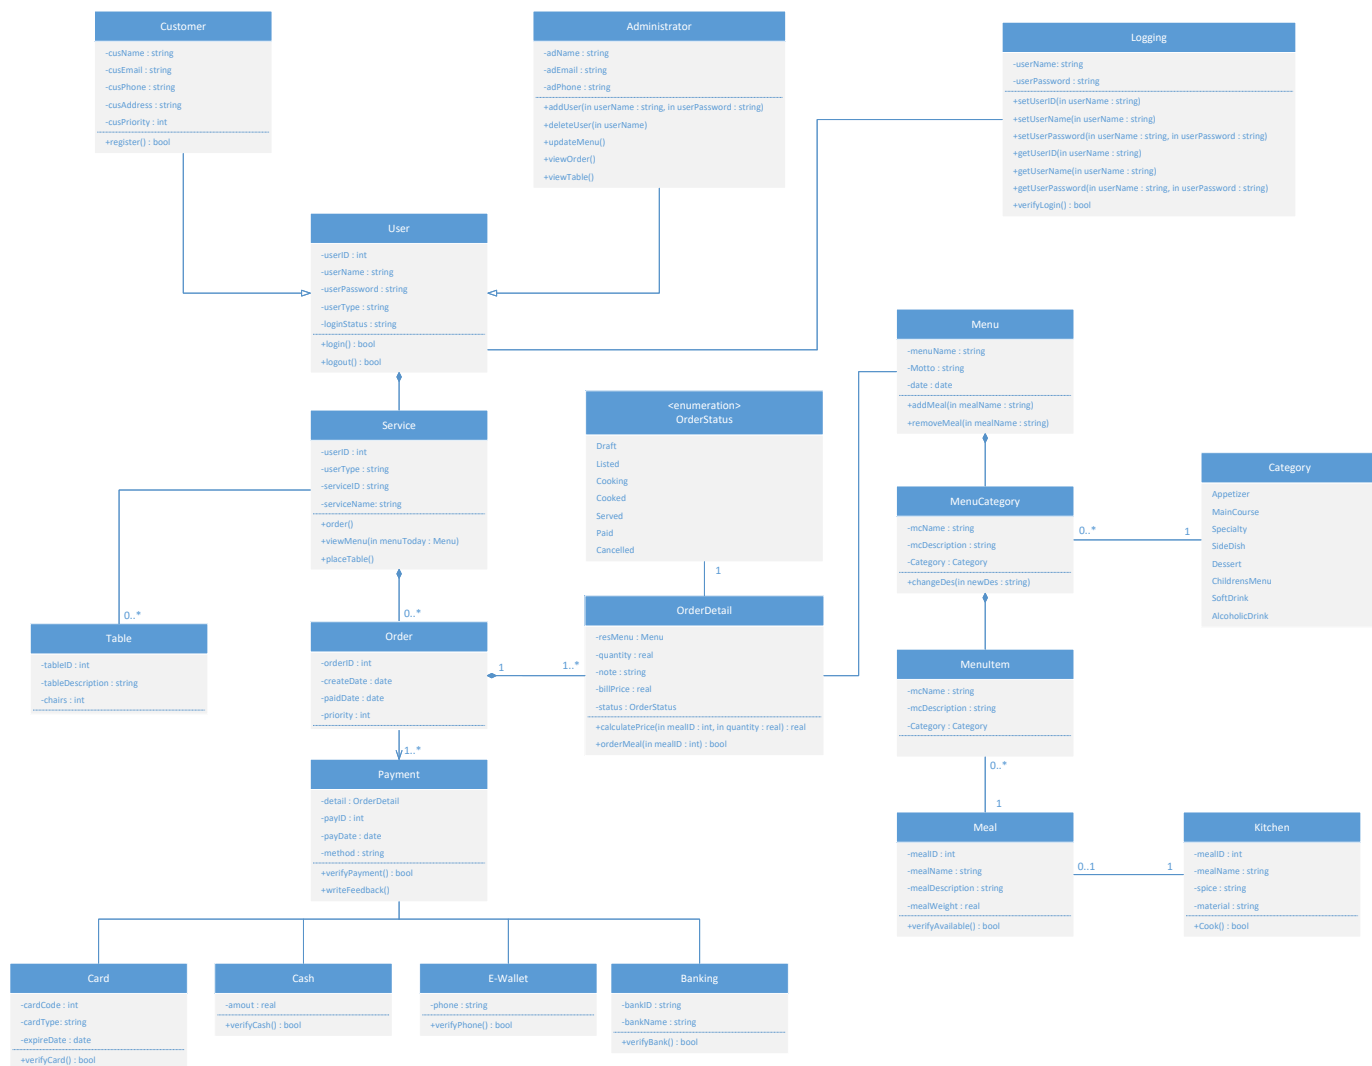 Customer
-cusName : string
-cusEmail : string
-cusPhone : string
-cusAddress : string
-cusPriority : int
+register() : bool
Administrator
-adName : string
-adEmail : string
-adPhone : string
+addUser(in userName : string, in userPassword : string)
+deleteUser(in userName)
+updateMenu()
+viewOrder()
+viewTable()
Logging
-userName: string
-userPassword : string
+setUserID(in userName : string)
+setUserName(in userName : string)
+setUserPassword(in userName : string, in userPassword : string)
+getUserID(in userName : string)
+getUserName(in userName : string)
+getUserPassword(in userName : string, in userPassword : string)
+verifyLogin() : bool
User
-userID : int
-userName : string
-userPassword : string
-userType : string
-loginStatus : string
+login() : bool
+logout() : bool
Menu
-menuName : string
-Motto : string
-date : date
+addMeal(in mealName : string)
+removeMeal(in mealName : string)
<enumeration>
OrderStatus
Draft
Listed
Cooking
Cooked
Served
Paid
Cancelled
1
Service
-userID : int
-userType : string
-serviceID : string
-serviceName: string
+order()
+viewMenu(in menuToday : Menu)
+placeTable()
0..*
0..*
MenuCategory
-mcName : string
-mcDescription : string
-Category : Category
+changeDes(in newDes : string)
0..*
1
Category
Appetizer
MainCourse
Specialty
SideDish
Dessert
ChildrensMenu
SoftDrink
AlcoholicDrink
Table
-tableID : int
-tableDescription : string
-chairs : int
Order
-orderID : int
-createDate : date
-paidDate : date
-priority : int
1
1..*
1..*
OrderDetail
-resMenu : Menu
-quantity : real
-note : string
-billPrice : real
-status : OrderStatus
+calculatePrice(in mealID : int, in quantity : real) : real
+orderMeal(in mealID : int) : bool
MenuItem
-mcName : string
-mcDescription : string
-Category : Category
0..*
1
Payment
-detail : OrderDetail
-payID : int
-payDate : date
-method : string
+verifyPayment() : bool
+writeFeedback()
Meal
-mealID : int
-mealName : string
-mealDescription : string
-mealWeight : real
+verifyAvailable() : bool
0..1
1
Kitchen
-mealID : int
-mealName : string
-spice : string
-material : string
+Cook() : bool
Card
-cardCode : int
-cardType: string
-expireDate : date
+verifyCard() : bool
Cash
-amout : real
+verifyCash() : bool
E-Wallet
-phone : string
+verifyPhone() : bool
Banking
-bankID : string
-bankName : string
+verifyBank() : bool